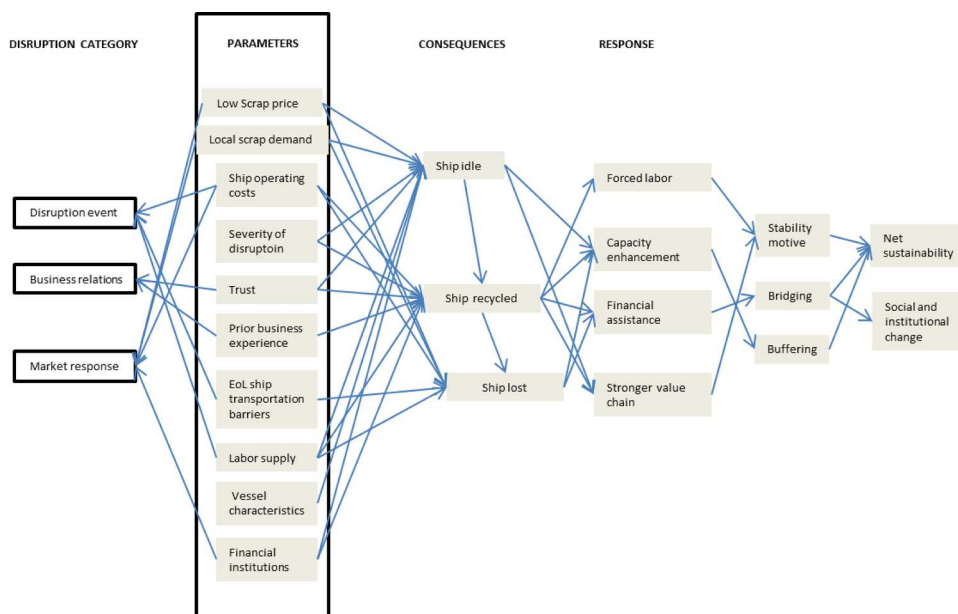 DISRUPTION CATEGORY
PARAMETERS
CONSEQUENCES
RESPONSE
Disruption event
Business relations
Market response
Low Scrap price
Local scrap demand
Ship operating
costs
Severity of
disruptoin
Trust
Prior business
experience
EoL ship
transportation
barriers
Labor supply
Vessel
characteristics
Financial
institutions
Ship idle
Ship recycled
Ship lost
Forced labor
Capacity
enhancement
Financial
assistance
Stronger value
chain
Stability
motive
Bridging
Buffering
Net
sustainability
Social and
institutional
change